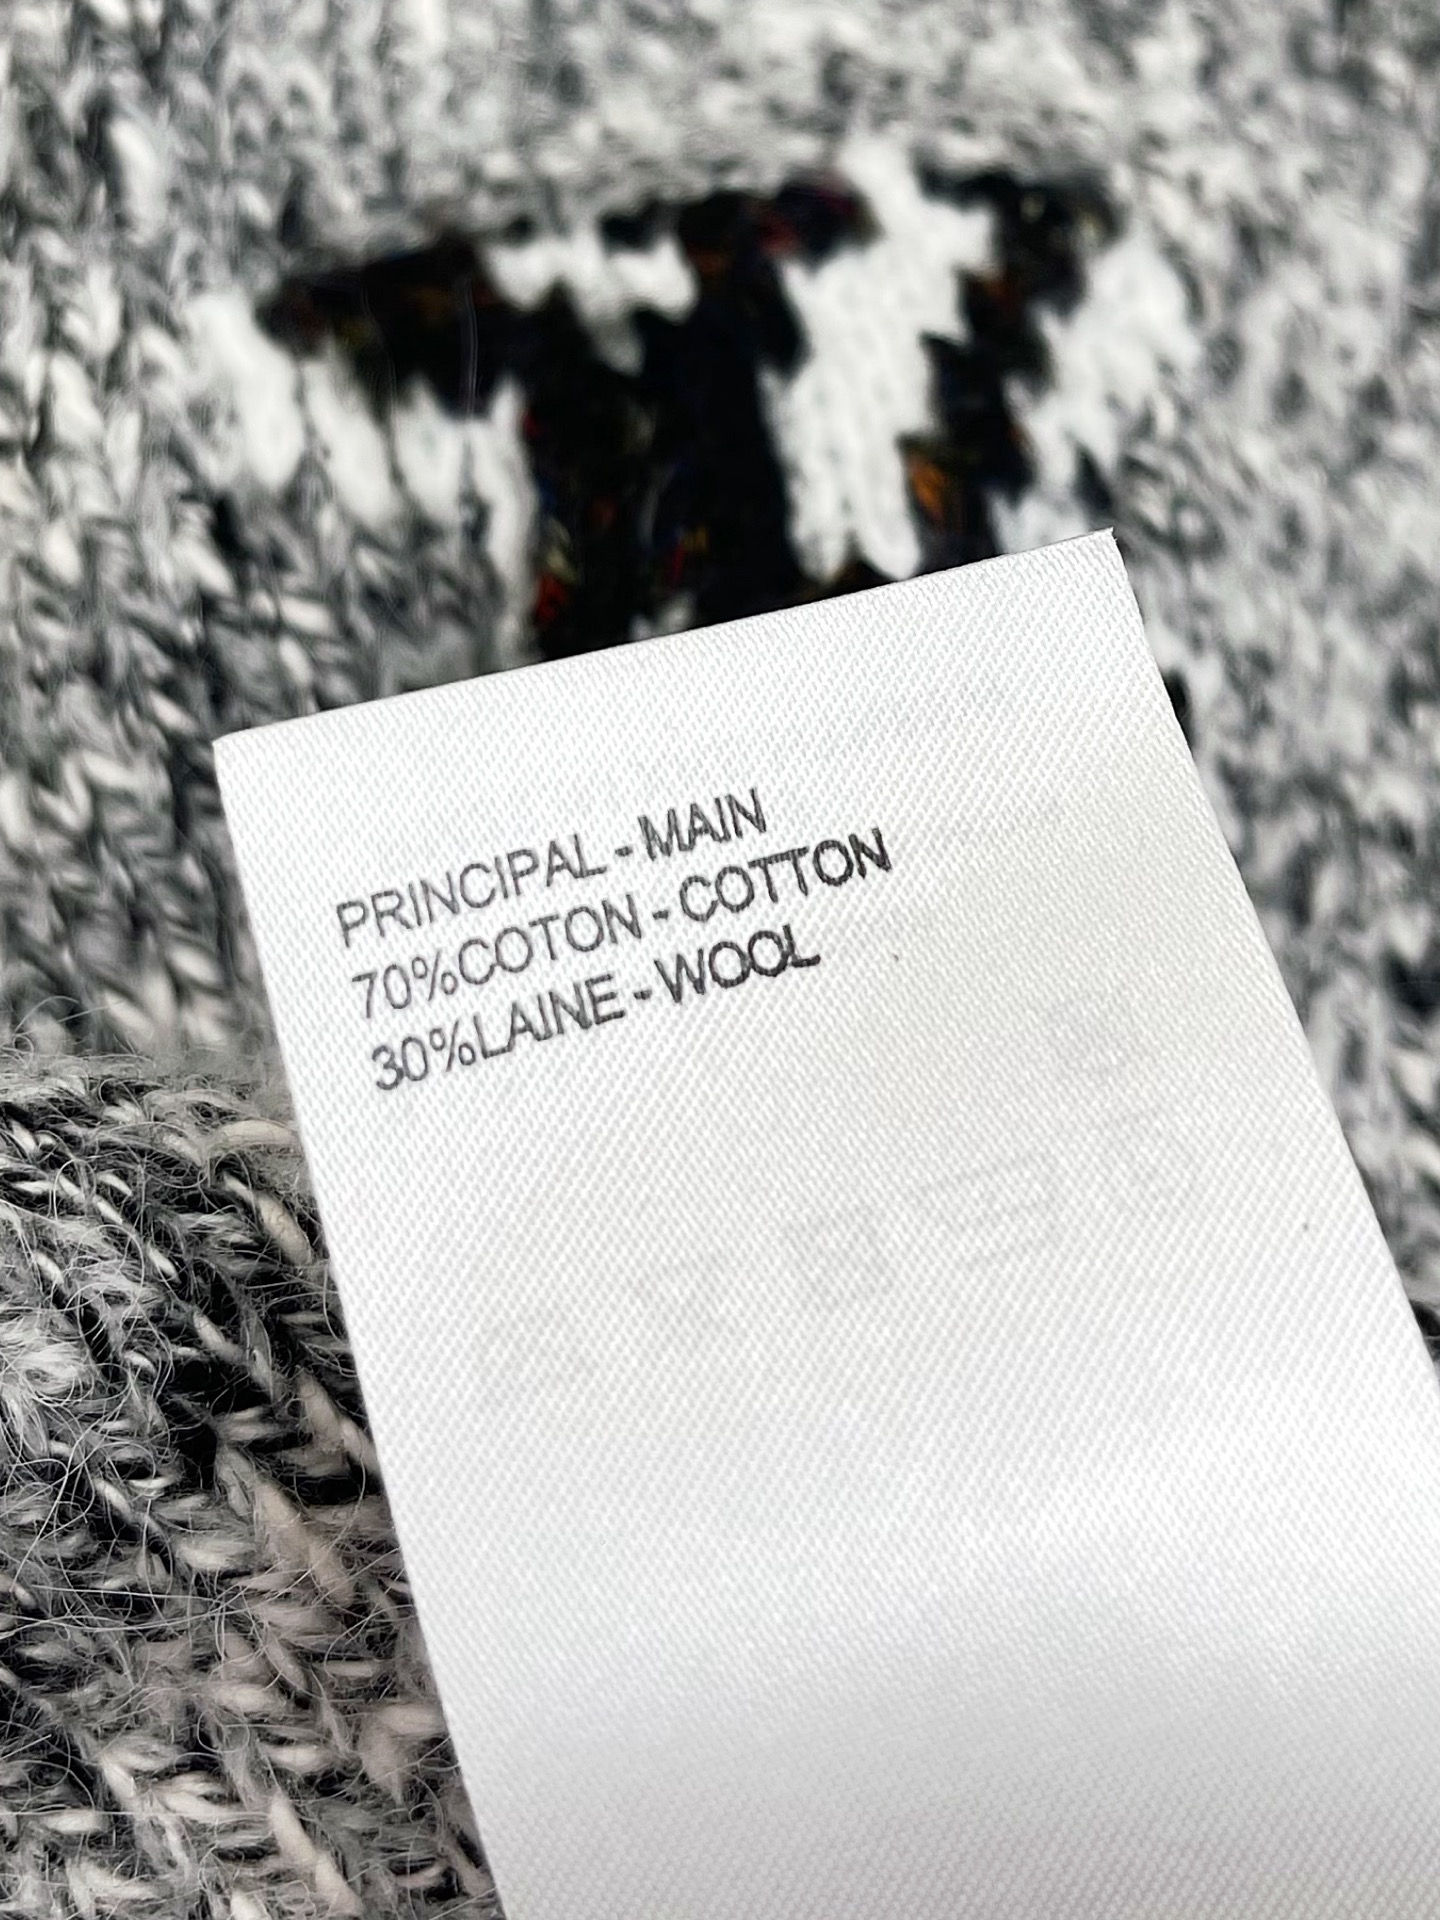 PRINCIPAL - MAIN
70%COTON - COTTON
30%LAINE - WOOL